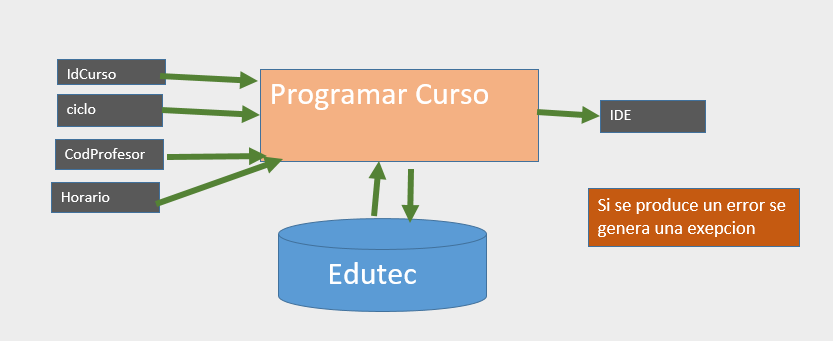 IdCurso
ciclo
CodProfesor
Horario
Programar Curso
IDE
Si se produce un error se
genera una exepcion
Edutec